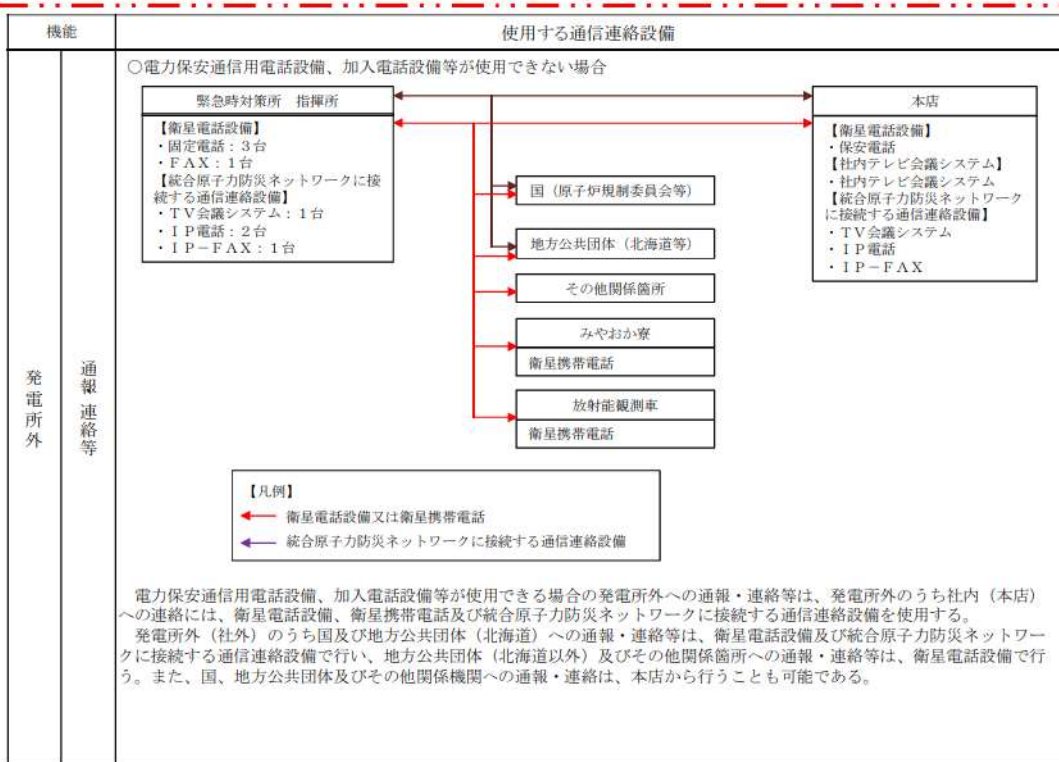 機能
使用する通信連絡設備
発電所外
通報連絡等
○電力保安通信用電話設備、加入電話設備等が使用できない場合
緊急時対策所 指揮所
【衛星電話設備】
・固定電話:3台
・FAX:1台
【統合原子力防災ネットワークに接
続する通信連絡設備】
・TV会議システム:1台
・IP電話:2台
・IP-FAX:1台
本店
【衛星電話設備】
・保安電話
【社内テレビ会議システム】
・社内テレビ会議システム
【統合原子力防災ネットワーク
に接続する通信連絡設備】
・TV会議システム
・IP電話
・IP-FAX
国(原子炉規制委員会等)
地方公共団体(北海道等)
その他関係箇所
みやおか寮
衛星携帯電話
放射能観測車
衛星携帯電話
【凡例】
衛星電話設備又は衛星携帯電話
統合原子力防災ネットワークに接続する通信連絡設備
電力保安通信用電話設備、加入電話設備等が使用できる場合の発電所外への通報・連絡等は、発電所外のうち社内(本店)
への連絡には、衛星電話設備、衛星携帯電話及び統合原子力防災ネットワークに接続する通信連絡設備を使用する。
発電所外(社外)のうち国及び地方公共団体(北海道)への通報・連絡等は、衛星電話設備及び統合原子力防災ネットワー
クに接続する通信連絡設備で行い、地方公共団体(北海道以外)及びその他関係箇所への通報・連絡等は、衛星電話設備で行
う。また、国、地方公共団体及びその他関係機関への通報・連絡は、本店から行うことも可能である。